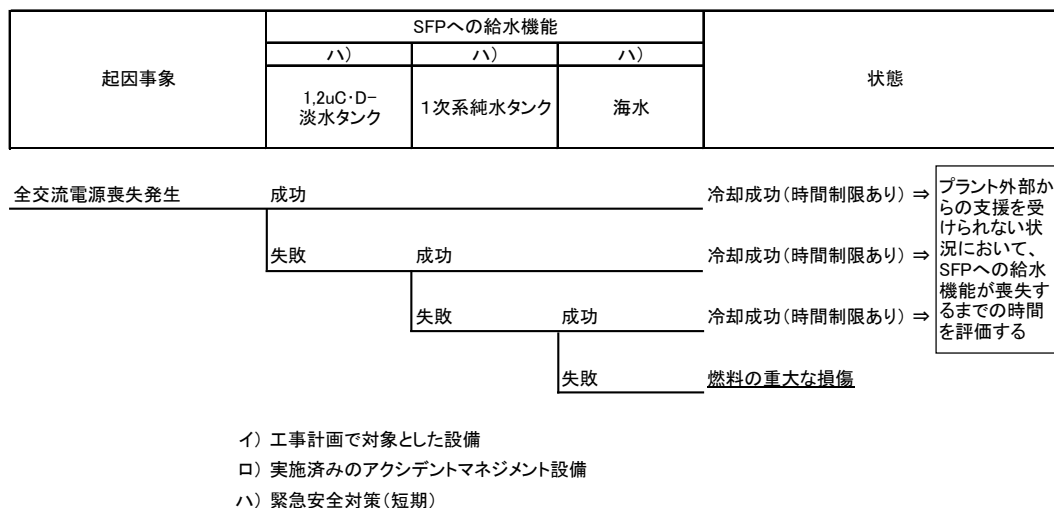 起因事象
SFPへの給水機能
状態
ハ)
ハ)
ハ)
1,2uC・D-
淡水タンク
1次系純水タンク
海水
全交流電源喪失発生
成功
冷却成功(時間制限あり) ⇒
失敗
成功
冷却成功(時間制限あり) ⇒
失敗
成功
冷却成功(時間制限あり) ⇒
失敗
燃料の重大な損傷
プラント外部か
らの支援を受
けられない状
況において、
SFPへの給水
機能が喪失す
るまでの時間
を評価する
イ) 工事計画で対象とした設備
ロ) 実施済みのアクシデントマネジメント設備
ハ) 緊急安全対策(短期)